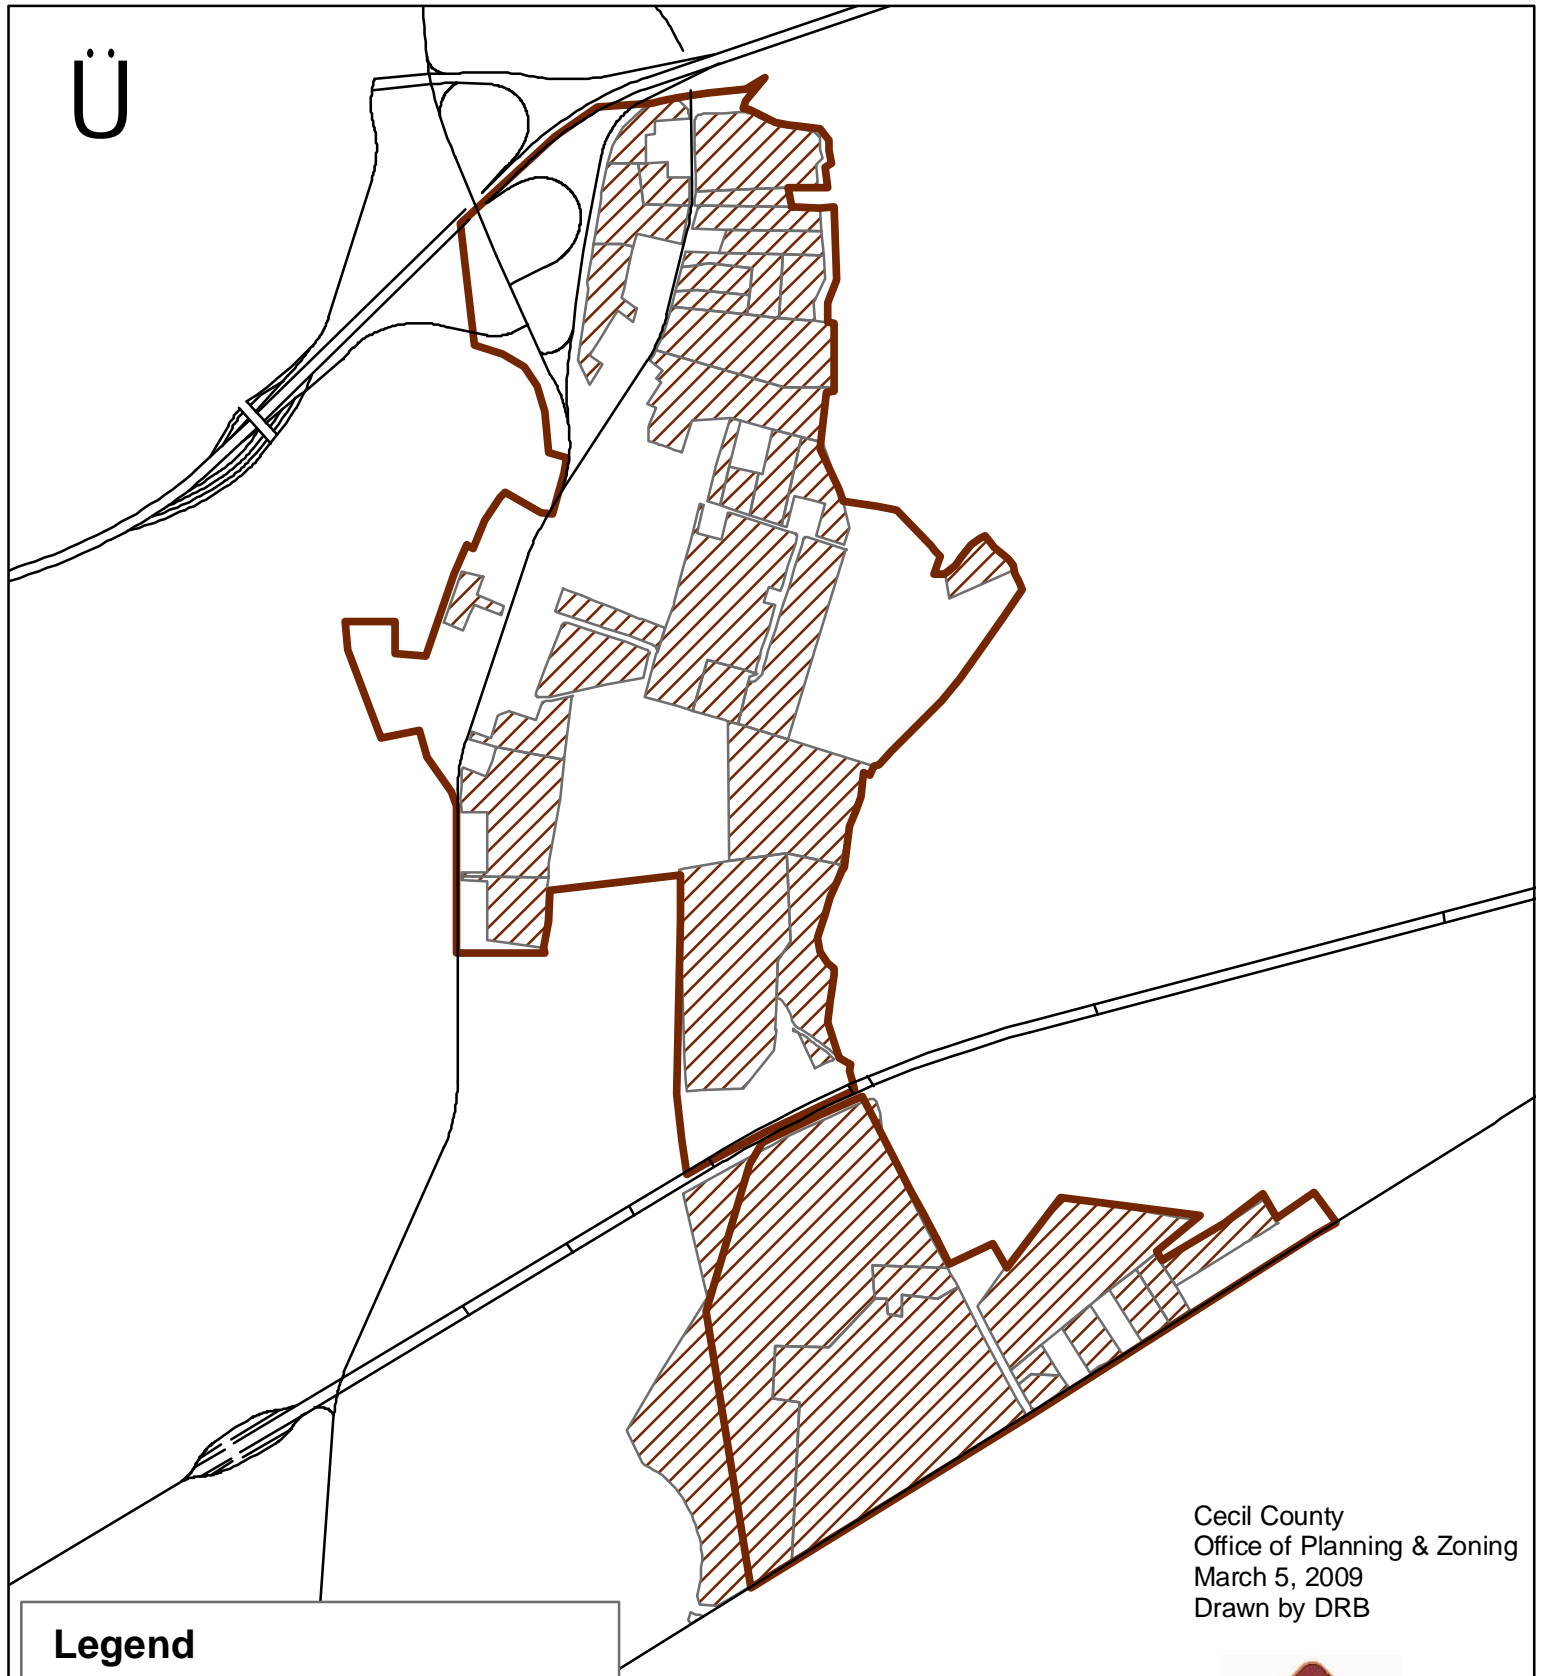 Ü
Cecil County
Office of Planning & Zoning
March 5, 2009
Drawn by DRB
Legend